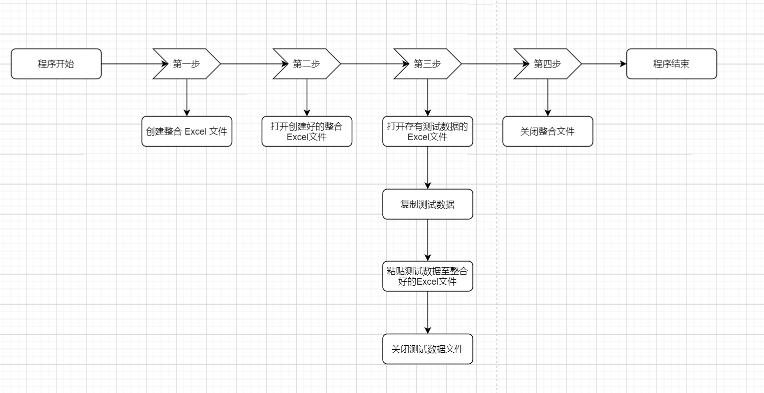 程序开始
第一步
第二步
第三步
第四步
程序结束
创建整合 Excel 文件
打开创建好的整合
Excel文件
打开存有测试数据的
Excel文件
关闭整合文件
复制测试数据
粘贴测试数据至整合
好的Excel文件
关闭测试数据文件